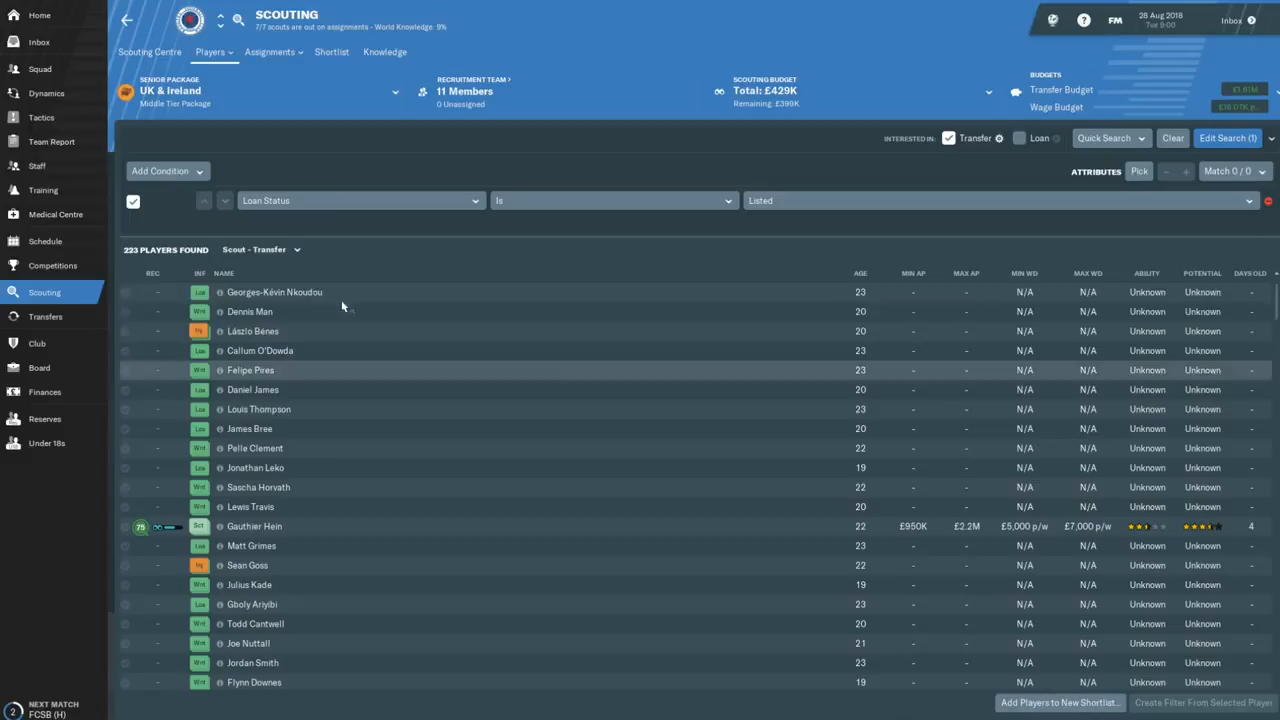 Home
Inbox
Squad
Dynamics
Tactics
Team Report
Staff
Training
Medical Centre
Schedule
Competitions
Scouting
Transfers
Club
Board
Finances
Reserves
Under 18s
2 NEXT MATCH
FCSB (H)
SCOUTING
7/7 scouts are out on assignments - World Knowledge: 9%
? FM 28 Aug 2018
Tue 9:00
Inbox
Scouting Centre Players Assignments Shortlist Knowledge
SENIOR PACKAGE
UK & Ireland
Middle Tier Package
RECRUITMENT TEAM >
11 Members
0 Unassigned
SCOUTING BUDGET
Total: £429K
Remaining: £399K
BUDGETS
Transfer Budget £1.61M
Wage Budget
INTERESTED IN: Transfer Loan Quick Search Clear Edit Search (1)
Add Condition ATTRIBUTES Pick - + Match 0 / 0
Loan Status Is Listed
223 PLAYERS FOUND Scout - Transfer
REC INF NAME AGE MIN AP MAX AP MIN WD MAX WD ABILITY POTENTIAL DAYS OLD
- Loa Georges-Kévin Nkoudou 23 - - N/A N/A Unknown Unknown -
- Wnt Dennis Man 20 - - N/A N/A Unknown Unknown -
- Inj László Bénes 20 - - N/A N/A Unknown Unknown -
- Loa Callum O'Dowda 23 - - N/A N/A Unknown Unknown -
- Wnt Felipe Pires 23 - - N/A N/A Unknown Unknown -
- Loa Daniel James 20 - - N/A N/A Unknown Unknown -
- Loa Louis Thompson 23 - - N/A N/A Unknown Unknown -
- Loa James Bree 20 - - N/A N/A Unknown Unknown -
- Wnt Pelle Clement 22 - - N/A N/A Unknown Unknown -
- Loa Jonathan Leko 19 - - N/A N/A Unknown Unknown -
- Wnt Sascha Horvath 22 - - N/A N/A Unknown Unknown -
- Wnt Lewis Travis 20 - - N/A N/A Unknown Unknown -
75 Sct Gauthier Hein 22 £950K £2.2M £5,000 p/w £7,000 p/w 4
- Loa Matt Grimes 23 - - N/A N/A Unknown Unknown -
- Inj Sean Goss 22 - - N/A N/A Unknown Unknown -
- Wnt Julius Kade 19 - - N/A N/A Unknown Unknown -
- Loa Gboly Ariyibi 23 - - N/A N/A Unknown Unknown -
- Wnt Todd Cantwell 20 - - N/A N/A Unknown Unknown -
- Wnt Joe Nuttall 21 - - N/A N/A Unknown Unknown -
- Wnt Jordan Smith 23 - - N/A N/A Unknown Unknown -
- Wnt Flynn Downes 19 - - N/A N/A Unknown Unknown -
Add Players to New Shortlist... Create Filter From Selected Player